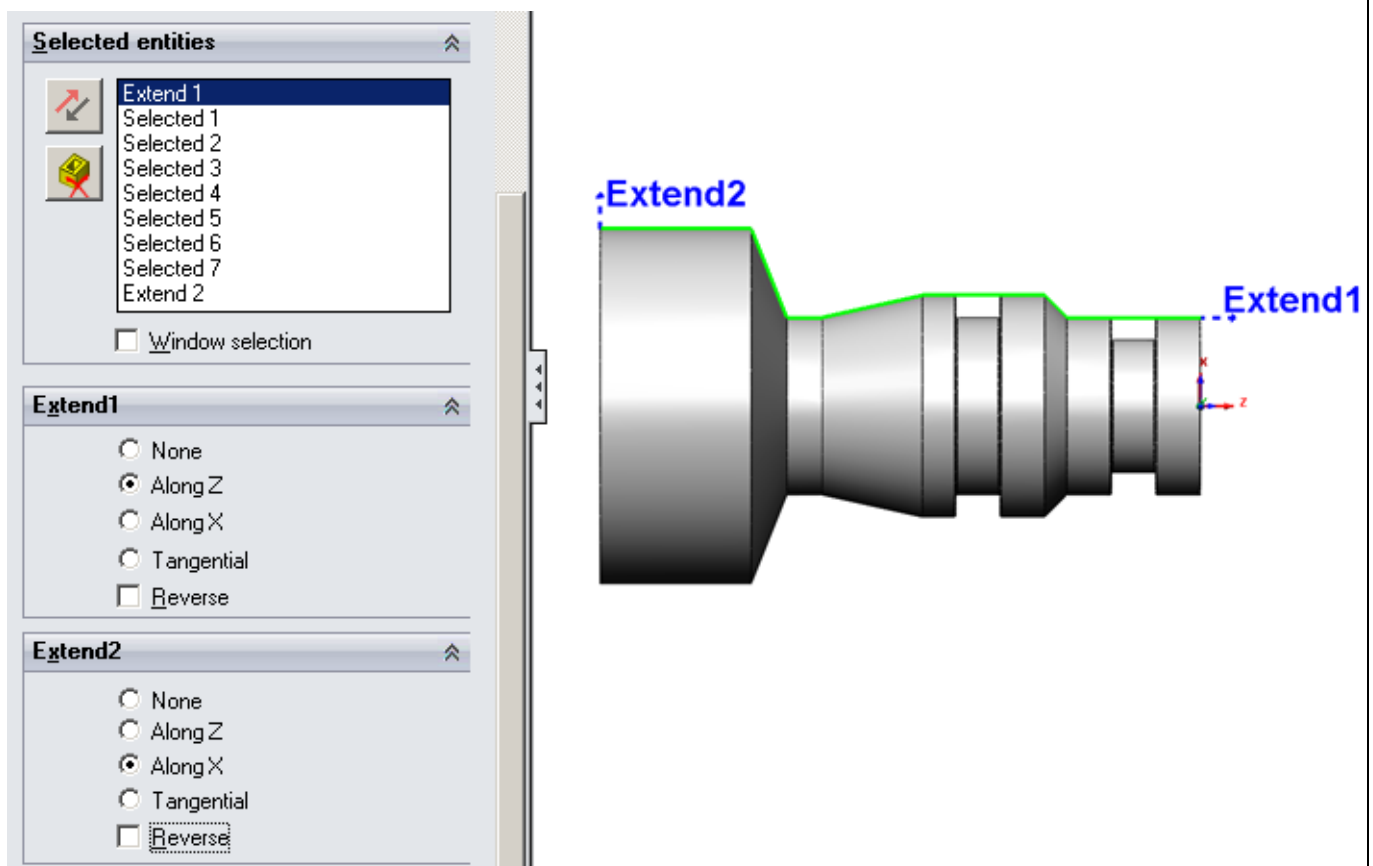 Selected entities
Extend 1
Selected 1
Selected 2
Selected 3
Selected 4
Selected 5
Selected 6
Selected 7
Extend 2
Window selection
Extend1
None
Along Z
Along X
Tangential
Reverse
Extend2
None
Along Z
Along X
Tangential
Reverse
Extend2
Extend1
X
Z